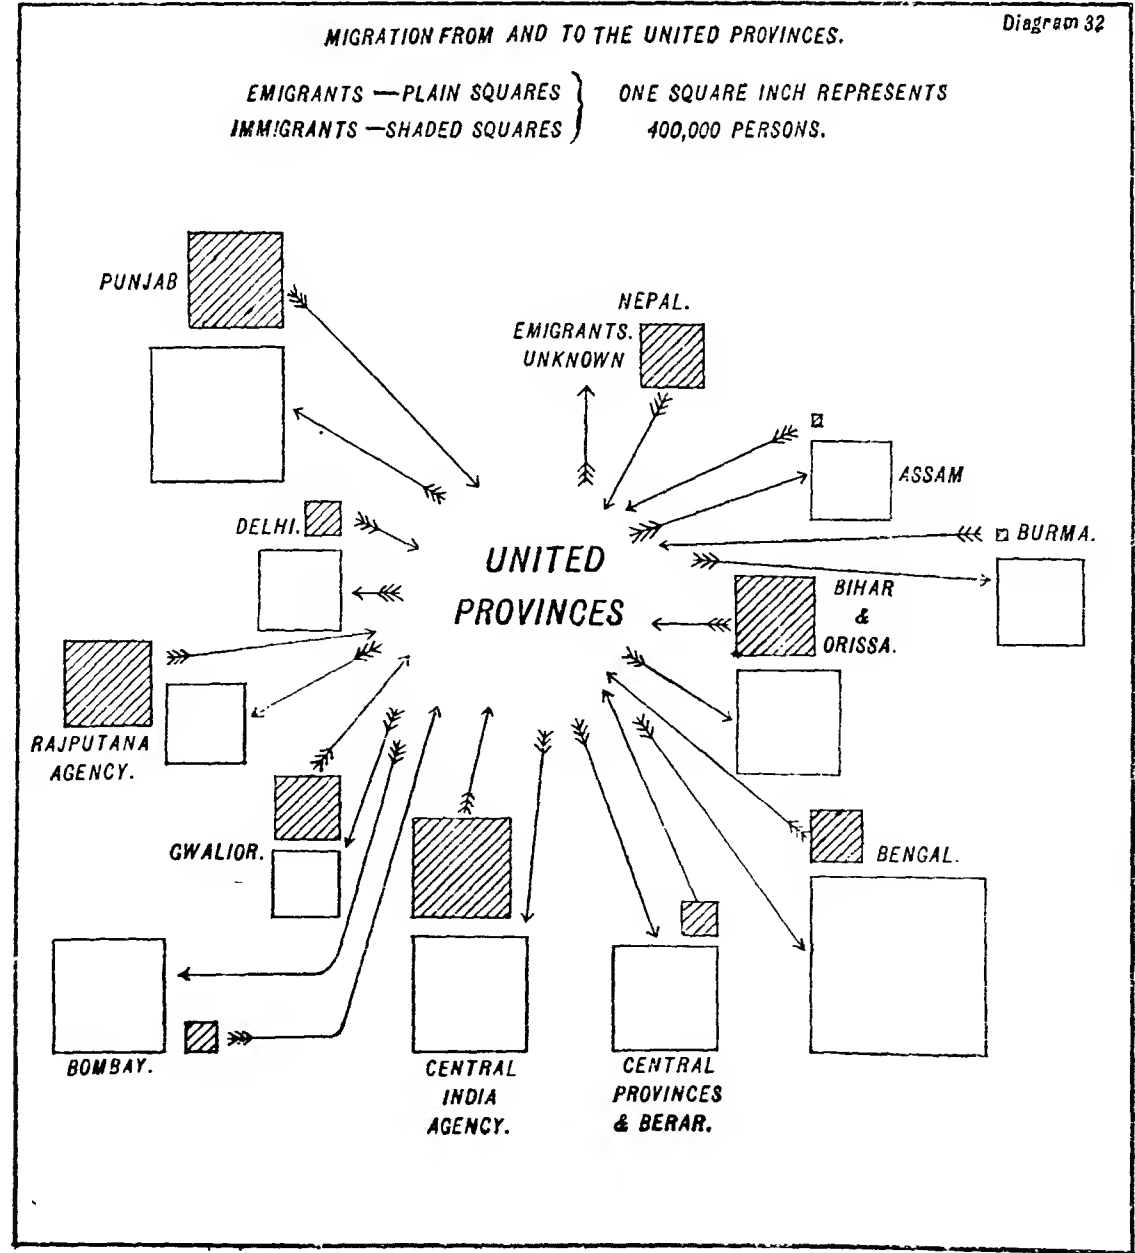 Diagram 32
MIGRATION FROM AND TO THE UNITED PROVINCES.
EMIGRANTS — PLAIN SQUARES
IMMIGRANTS — SHADED SQUARES
ONE SQUARE INCH REPRESENTS
400,000 PERSONS.
PUNJAB
NEPAL.
EMIGRANTS.
UNKNOWN
ASSAM
DELHI.
BURMA.
UNITED
PROVINCES
BIHAR
&
ORISSA.
RAJPUTANA
AGENCY.
GWALIOR.
BENGAL.
BOMBAY.
CENTRAL
INDIA
AGENCY.
CENTRAL
PROVINCES
& BERAR.